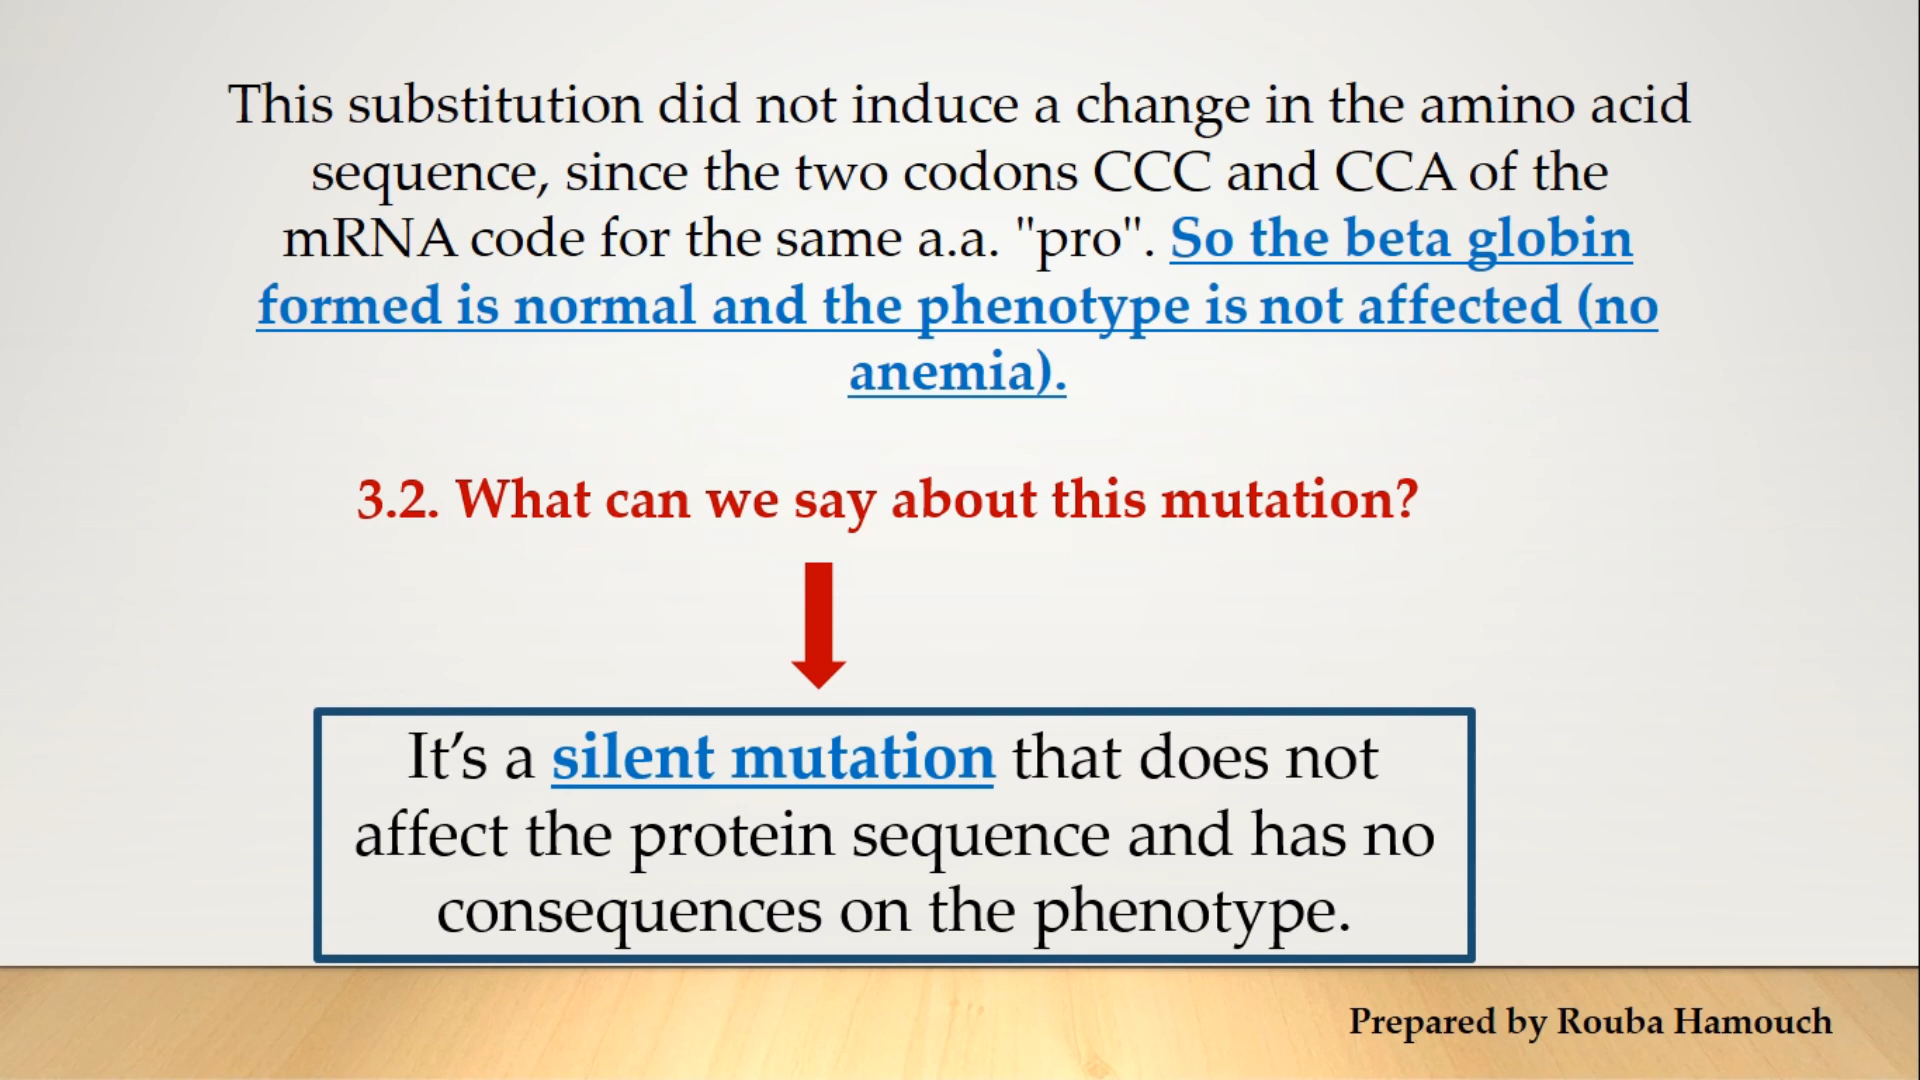 This substitution did not induce a change in the amino acid
sequence, since the two codons CCC and CCA of the
mRNA code for the same a.a. "pro". So the beta globin
formed is normal and the phenotype is not affected (no
anemia).
3.2. What can we say about this mutation?
It’s a silent mutation that does not
affect the protein sequence and has no
consequences on the phenotype.
Prepared by Rouba Hamouch